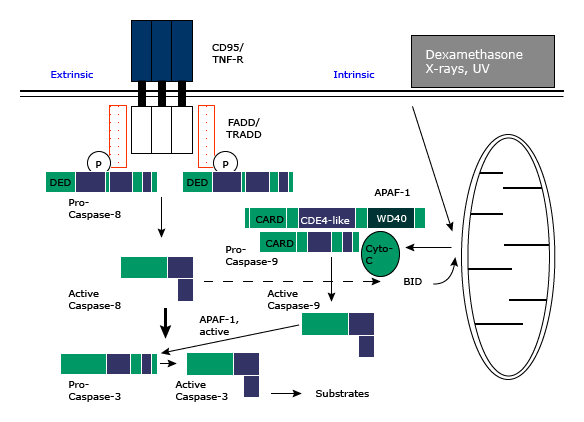 CD95/
TNF-R
Dexamethasone
X-rays, UV
Extrinsic
Intrinsic
FADD/
TRADD
P
P
DED
DED
APAF-1
Pro-
Caspase-8
CARD
CDE4-like
WD40
CARD
Pro-
Caspase-9
Cyto-
C
BID
Active
Caspase-8
Active
Caspase-9
APAF-1,
active
Pro-
Caspase-3
Active
Caspase-3
Substrates